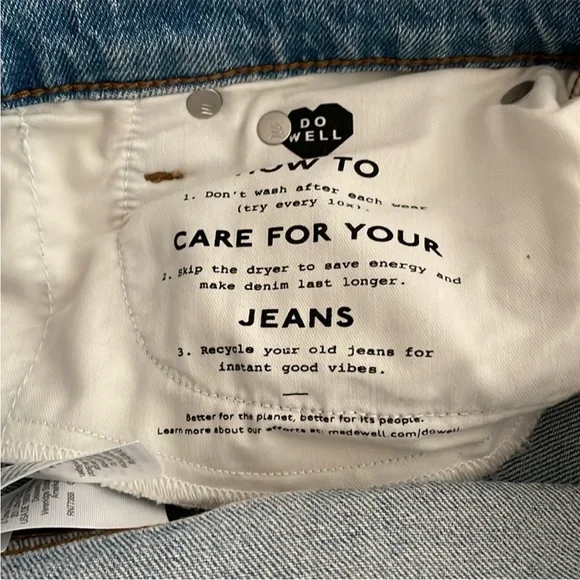 DO
WELL
HOW TO
1. Don't wash after each wear
(try every 10x).
CARE FOR YOUR
2. Skip the dryer to save energy and
make denim last longer.
JEANS
3. Recycle your old jeans for
instant good vibes.
—
Better for the planet, better for its people.
Learn more about our efforts at madewell.com/dowell